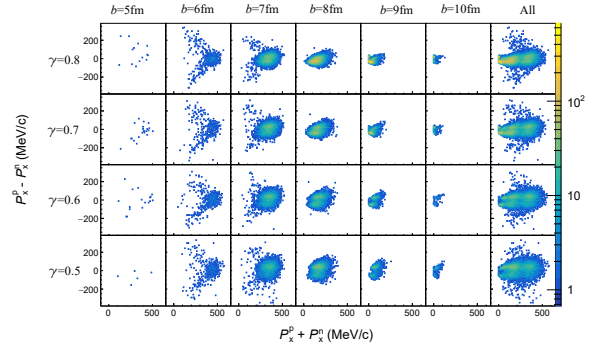 b=5fm b=6fm b=7fm b=8fm b=9fm b=10fm All
γ=0.8 200 0 −200
γ=0.7 200 0 −200 10²
γ=0.6 200 0 −200 10
γ=0.5 200 0 −200 1
0 500 0 500 0 500 0 500 0 500 0 500 0 500
P_x^p - P_x^n (MeV/c)
P_x^p + P_x^n (MeV/c)